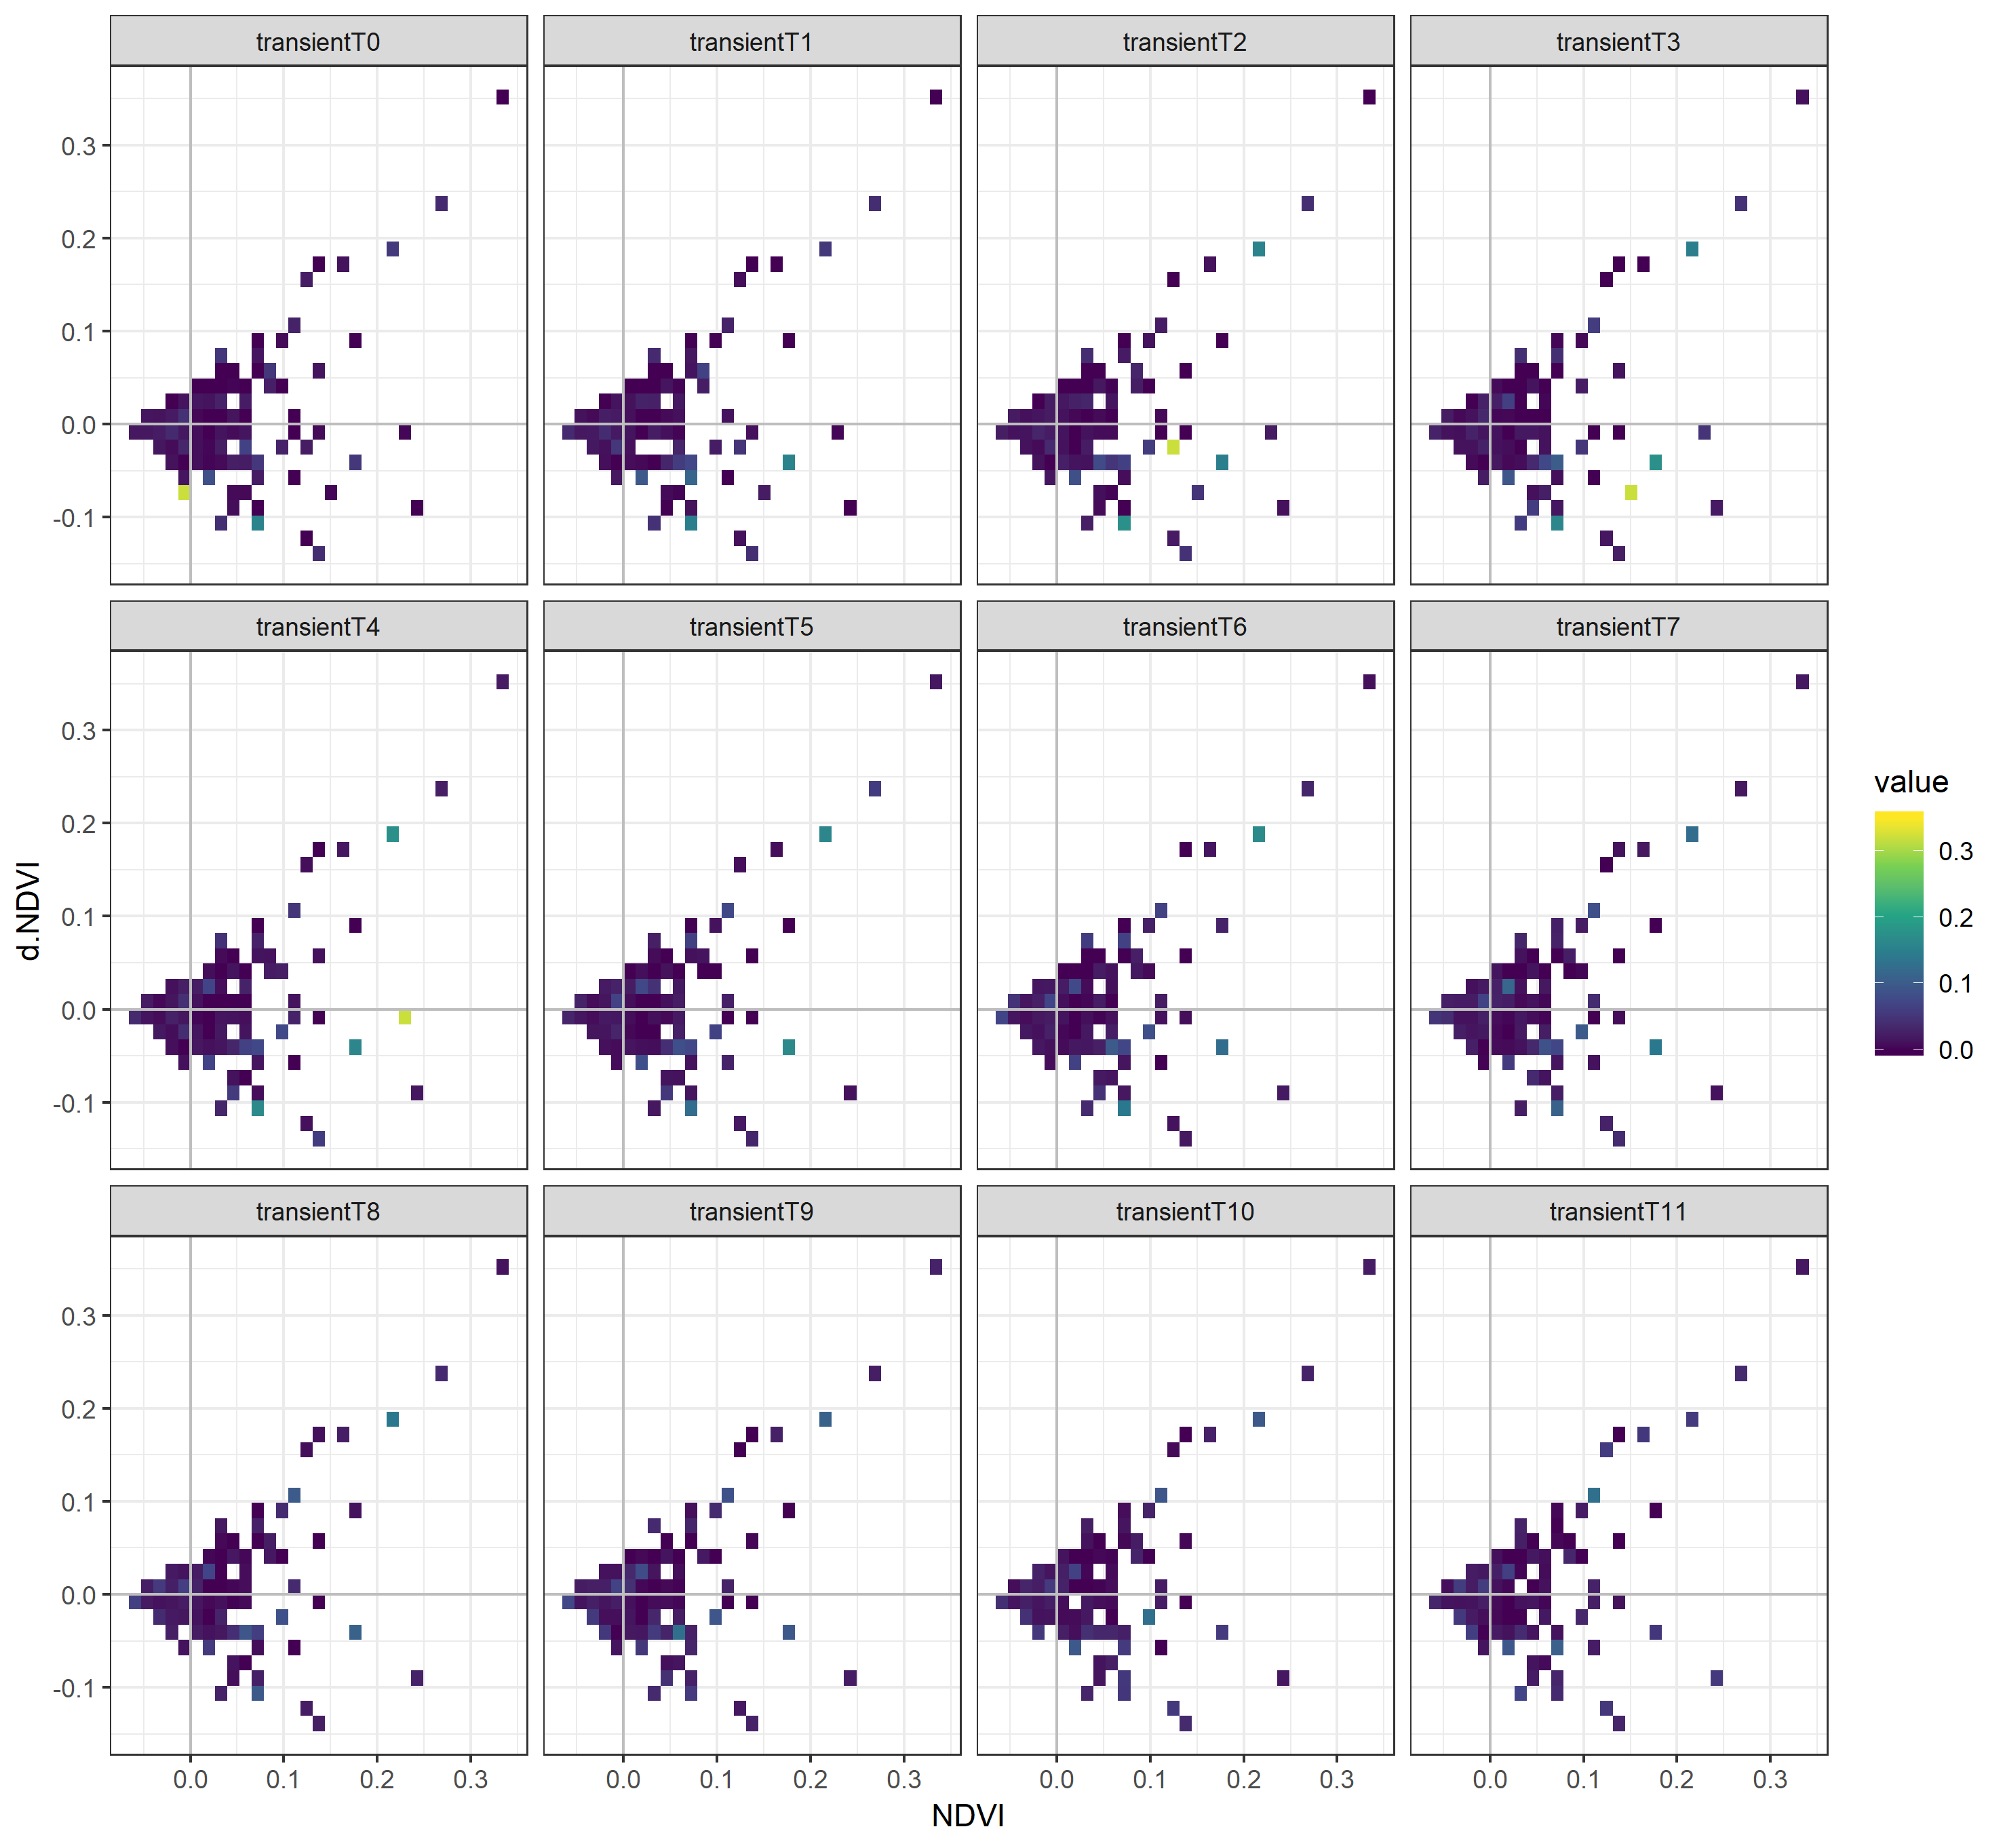 transientT0 transientT1 transientT2 transientT3
0.3
0.2
0.1
0.0
-0.1
transientT4 transientT5 transientT6 transientT7
0.3
0.2
0.1
0.0
-0.1
d.NDVI
value
0.3
0.2
0.1
0.0
transientT8 transientT9 transientT10 transientT11
0.3
0.2
0.1
0.0
-0.1
0.0 0.1 0.2 0.3 0.0 0.1 0.2 0.3 0.0 0.1 0.2 0.3 0.0 0.1 0.2 0.3
NDVI